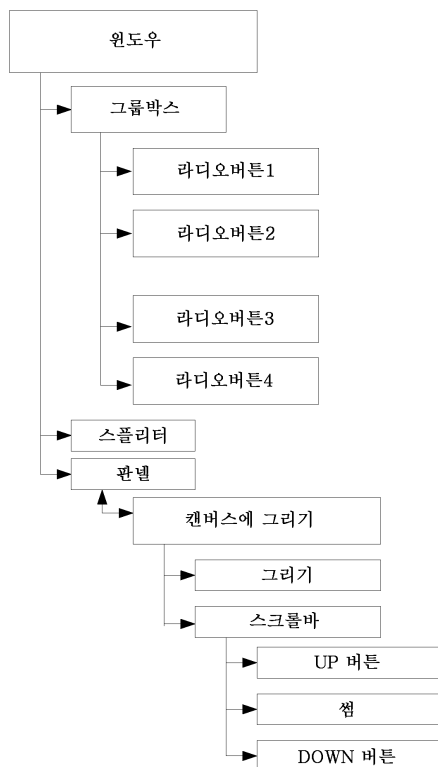 윈도우
그룹박스
라디오버튼1
라디오버튼2
라디오버튼3
라디오버튼4
스플리터
판넬
캔버스에 그리기
그리기
스크롤바
UP 버튼
썸
DOWN 버튼